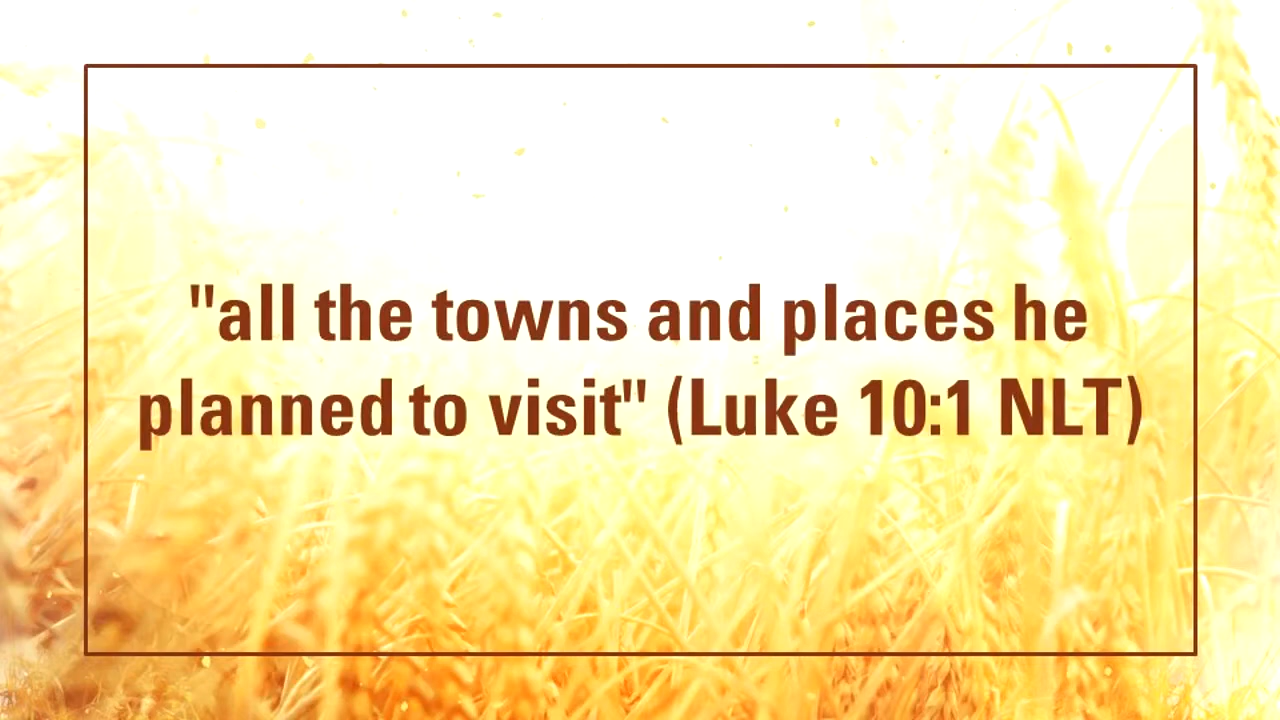 "all the towns and places he
planned to visit" (Luke 10:1 NLT)